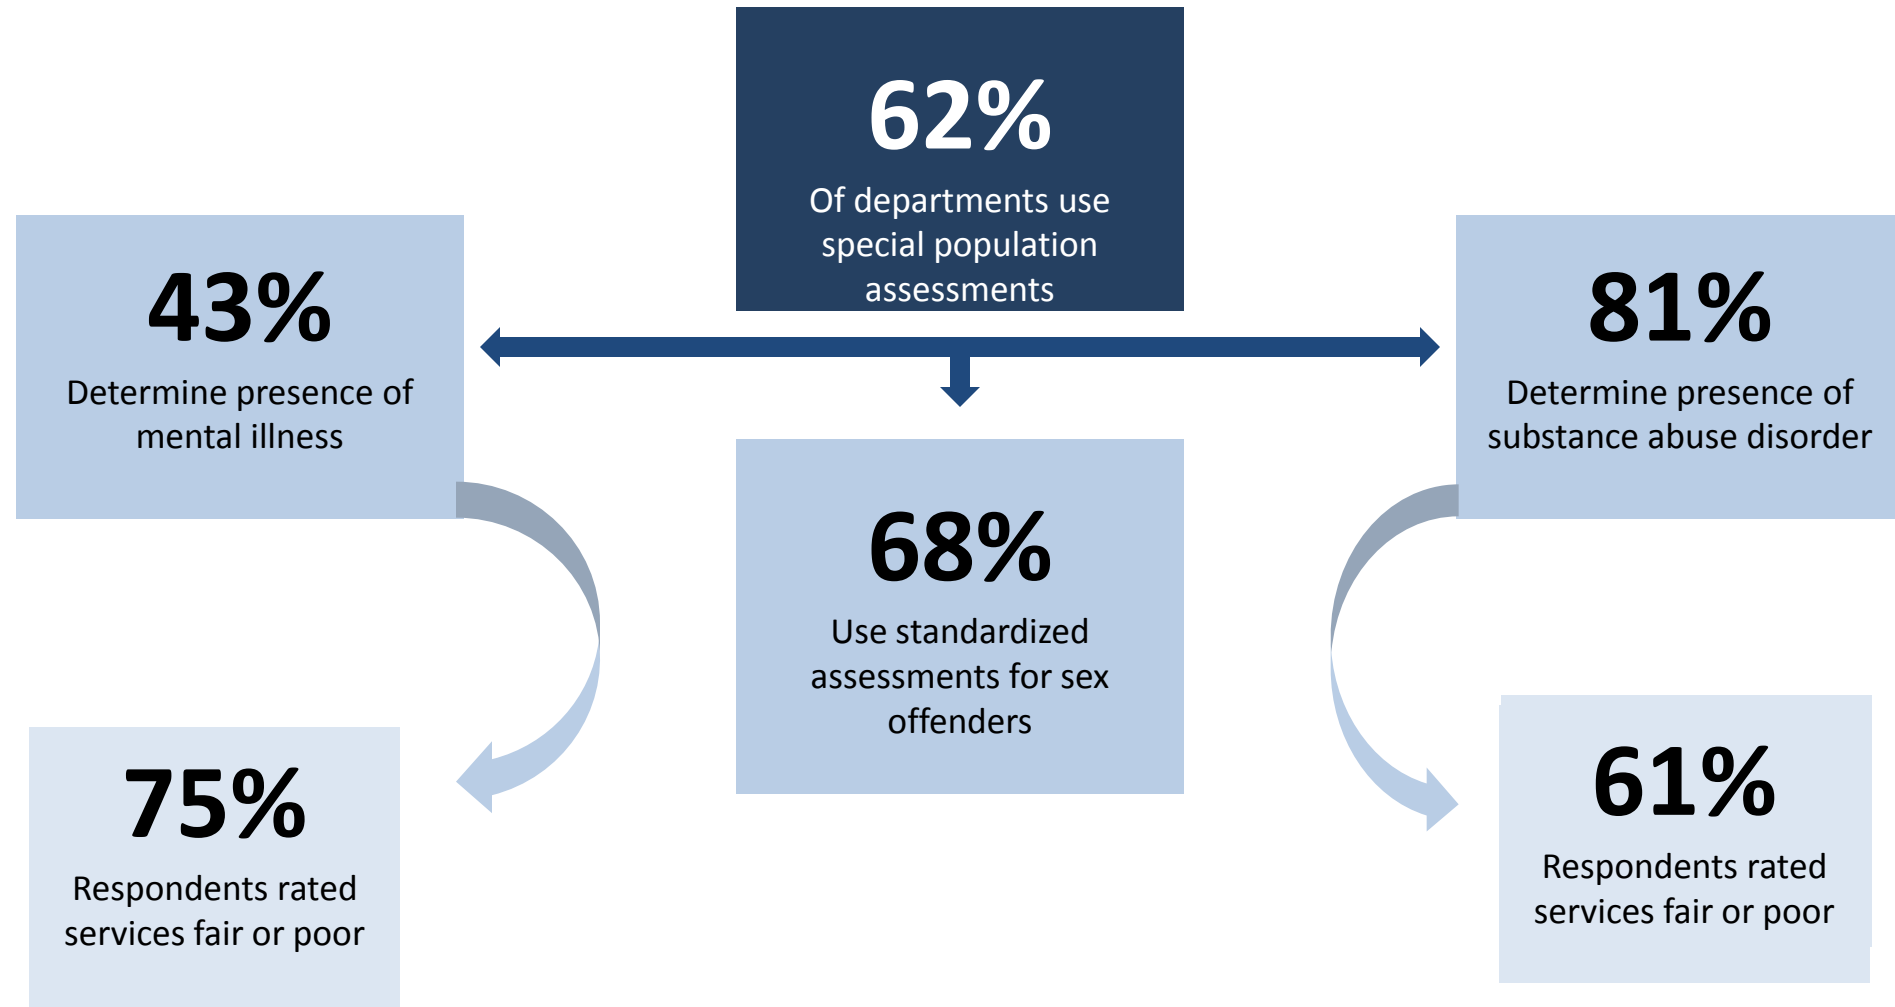 62%
Of departments use
special population
assessments
43%
Determine presence of
mental illness
81%
Determine presence of
substance abuse disorder
68%
Use standardized
assessments for sex
offenders
75%
Respondents rated
services fair or poor
61%
Respondents rated
services fair or poor